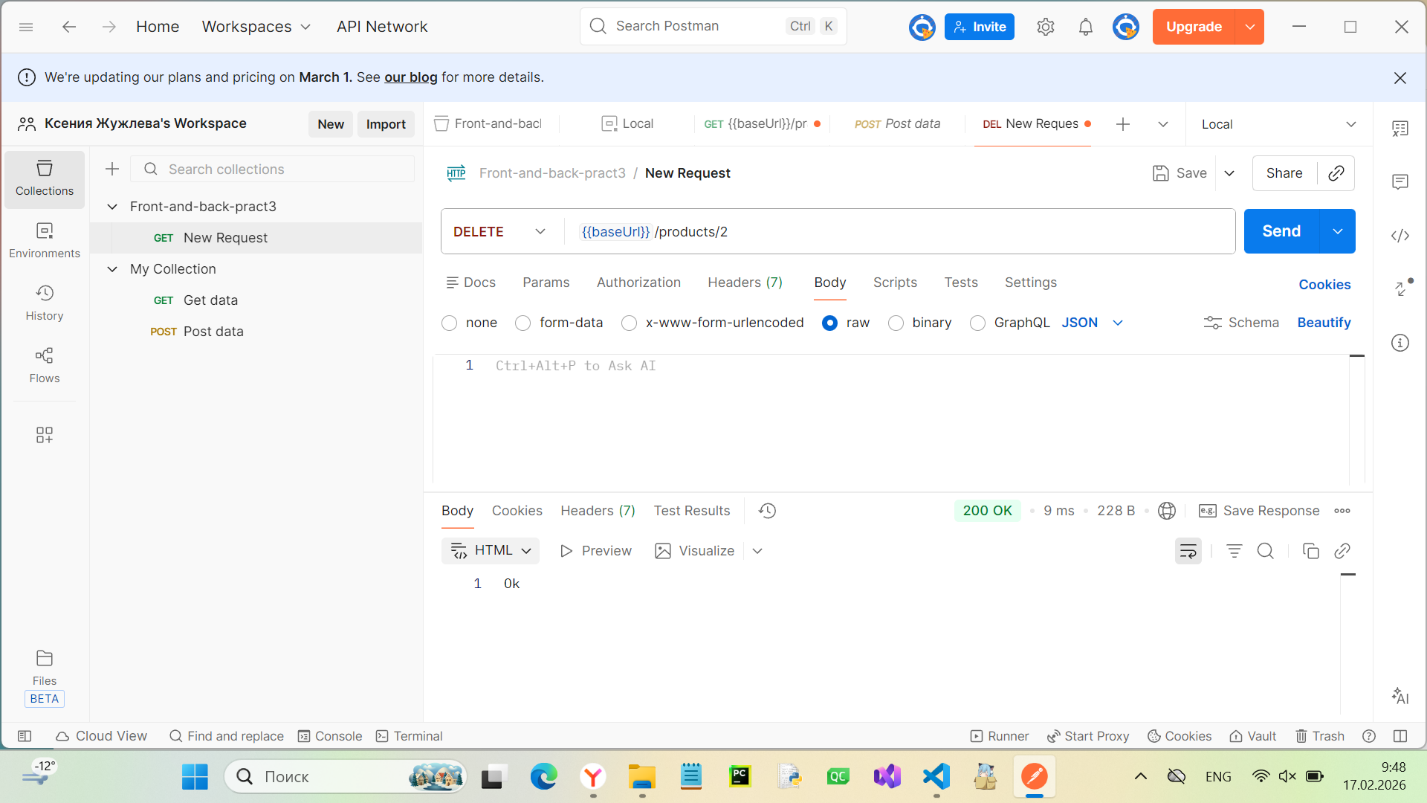 Home
Workspaces
API Network
Search Postman
Ctrl K
Invite
Upgrade
We're updating our plans and pricing on March 1. See our blog for more details.
Ксения Жужлева's Workspace
New
Import
Front-and-bacl
Local
GET {{baseUrl}}/pr
POST Post data
DEL New Reques
Local
Collections
Environments
History
Flows
Files
BETA
Search collections
Front-and-back-pract3
GET New Request
My Collection
GET Get data
POST Post data
HTTP Front-and-back-pract3 / New Request
Save
Share
DELETE
{{baseUrl}} /products/2
Send
Docs
Params
Authorization
Headers (7)
Body
Scripts
Tests
Settings
Cookies
none
form-data
x-www-form-urlencoded
raw
binary
GraphQL
JSON
Schema
Beautify
1 Ctrl+Alt+P to Ask AI
Body
Cookies
Headers (7)
Test Results
200 OK • 9 ms • 228 B
e.g. Save Response
HTML
Preview
Visualize
1 Ok
AI
Cloud View
Find and replace
Console
Terminal
Runner
Start Proxy
Cookies
Vault
Trash
-12°
Поиск
PC
QC
ENG
9:48
17.02.2026